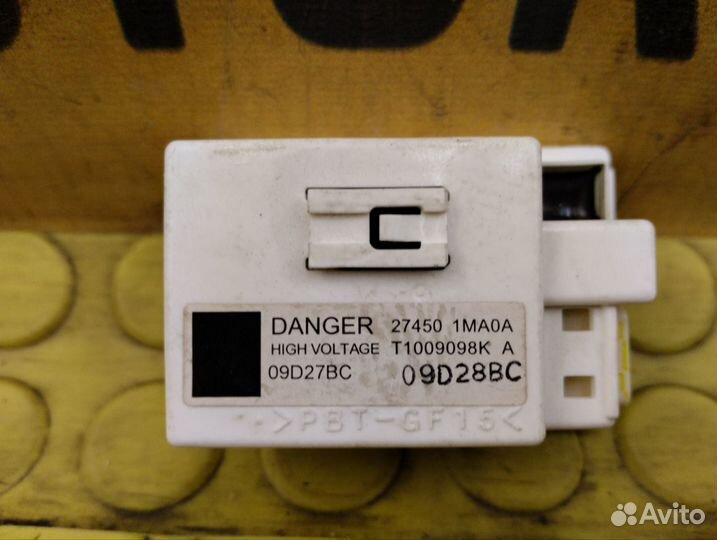 DANGER 27450 1MA0A
HIGH VOLTAGE T1009098K A
09D27BC 09D28BC
>PBT-GF15<
Avito